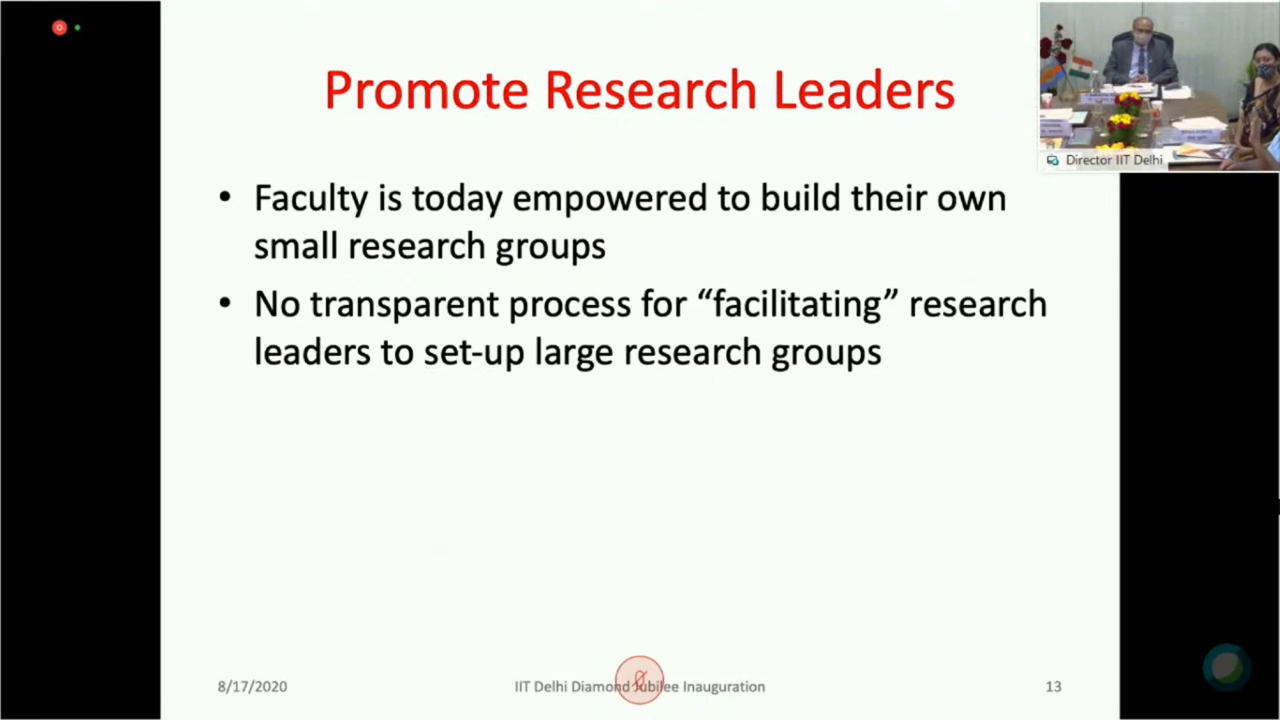 Promote Research Leaders
Director IIT Delhi
• Faculty is today empowered to build their own
small research groups
• No transparent process for “facilitating” research
leaders to set-up large research groups
8/17/2020
IIT Delhi Diamond Jubilee Inauguration
13